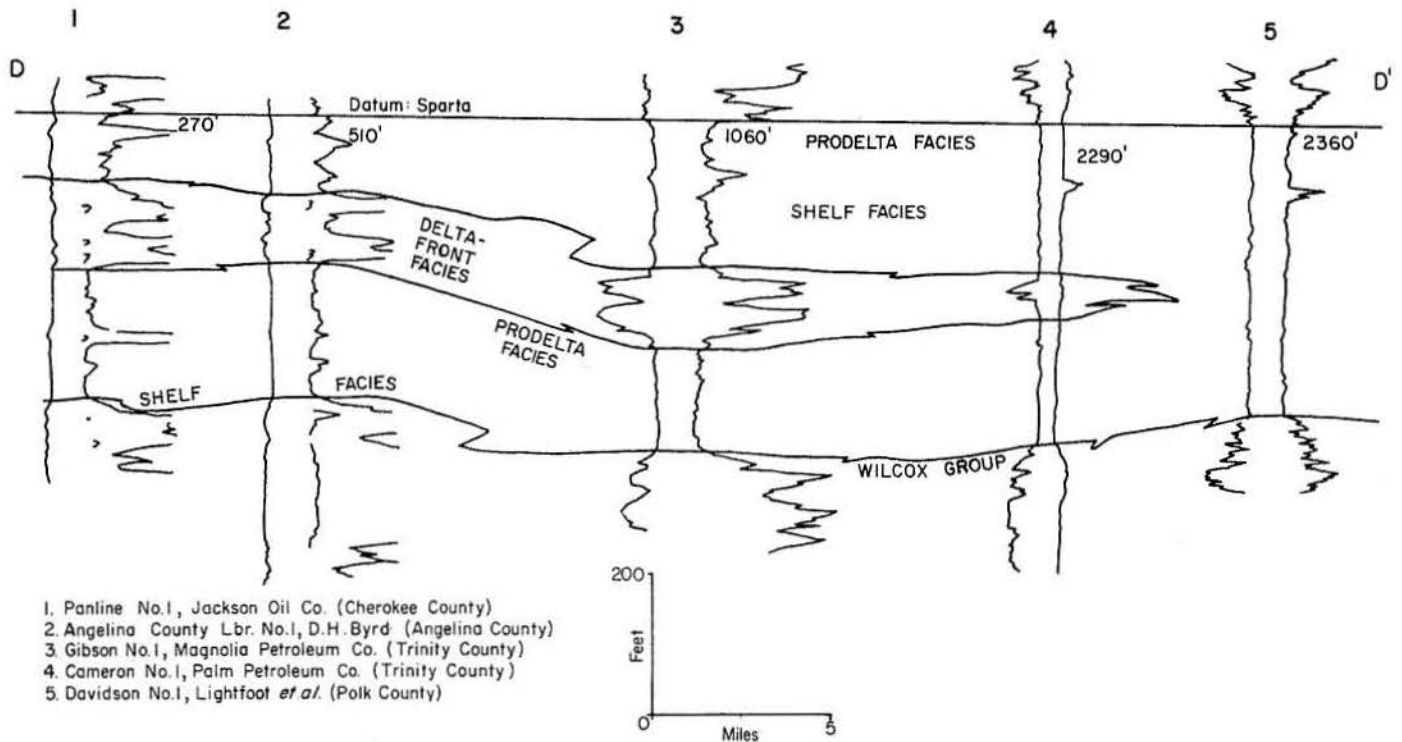 1 2 3 4 5
D D'
Datum: Sparta
270' 510' 1060' PRODELTA FACIES 2290' 2360'
SHELF FACIES
DELTA-
FRONT
FACIES
PRODELTA
FACIES
SHELF FACIES
WILCOX GROUP
200
Feet
0 5
Miles
1. Panline No.1, Jackson Oil Co. (Cherokee County)
2. Angelina County Lbr. No.1, D.H. Byrd (Angelina County)
3. Gibson No.1, Magnolia Petroleum Co. (Trinity County)
4. Cameron No.1, Palm Petroleum Co. (Trinity County)
5. Davidson No.1, Lightfoot et al. (Polk County)